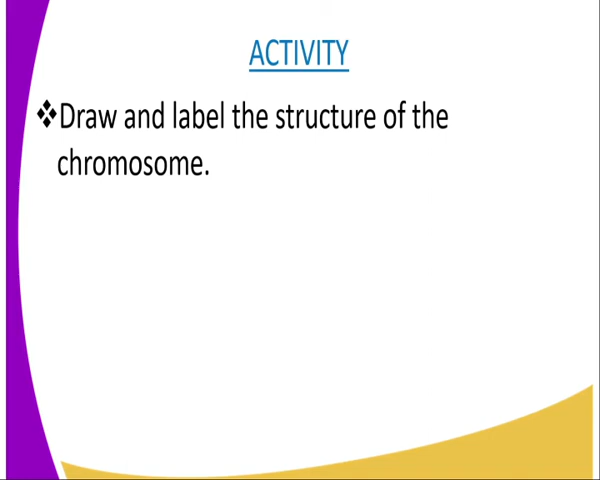 ACTIVITY
❖Draw and label the structure of the
chromosome.